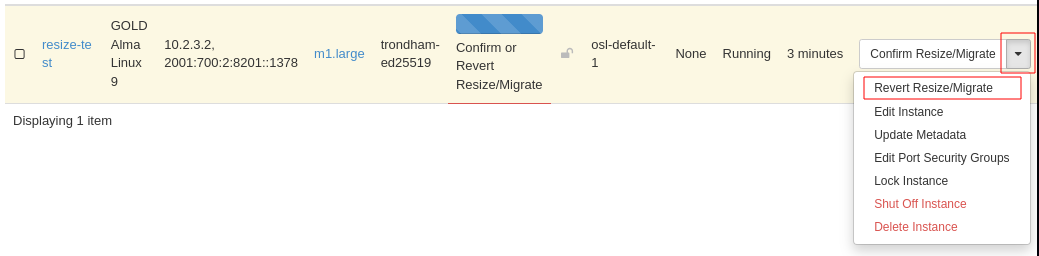 resize-te
st
GOLD
Alma
Linux
9
10.2.3.2,
2001:700:2:8201::1378
m1.large
trondham-
ed25519
Confirm or
Revert
Resize/Migrate
osl-default-
1
None
Running
3 minutes
Confirm Resize/Migrate
Revert Resize/Migrate
Edit Instance
Update Metadata
Edit Port Security Groups
Lock Instance
Shut Off Instance
Delete Instance
Displaying 1 item